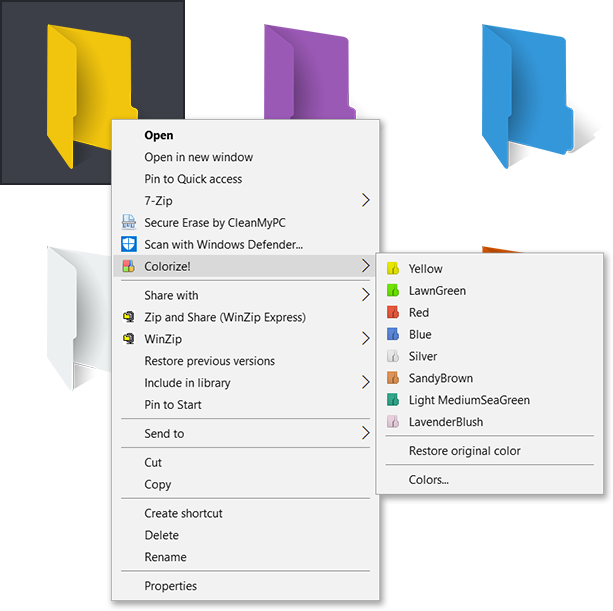 Open
Open in new window
Pin to Quick access
7-Zip
Secure Erase by CleanMyPC
Scan with Windows Defender...
Colorize!
Share with
Zip and Share (WinZip Express)
WinZip
Restore previous versions
Include in library
Pin to Start
Send to
Cut
Copy
Create shortcut
Delete
Rename
Properties
Yellow
LawnGreen
Red
Blue
Silver
SandyBrown
Light MediumSeaGreen
LavenderBlush
Restore original color
Colors...